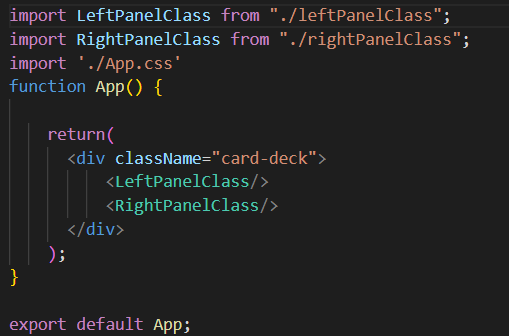 import LeftPanelClass from "./leftPanelClass";
import RightPanelClass from "./rightPanelClass";
import './App.css'
function App() {
return(
<div className="card-deck">
<LeftPanelClass/>
<RightPanelClass/>
</div>
);
}
export default App;